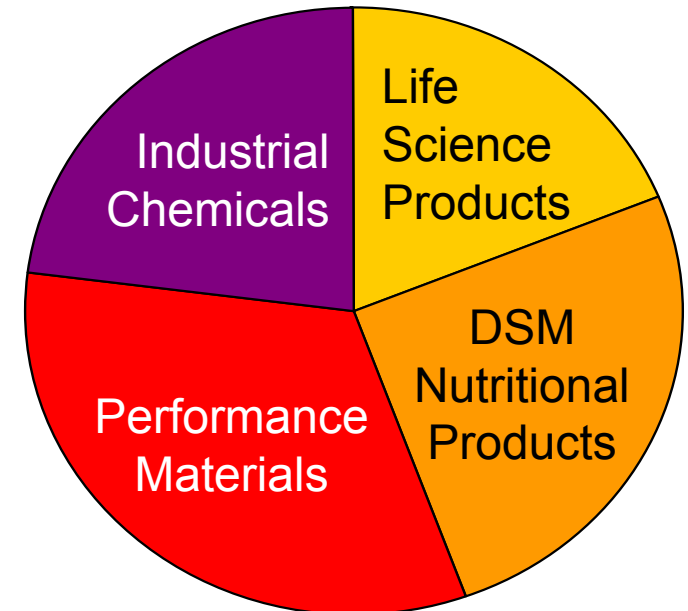 Life
Science
Products
Industrial
Chemicals
DSM
Nutritional
Products
Performance
Materials